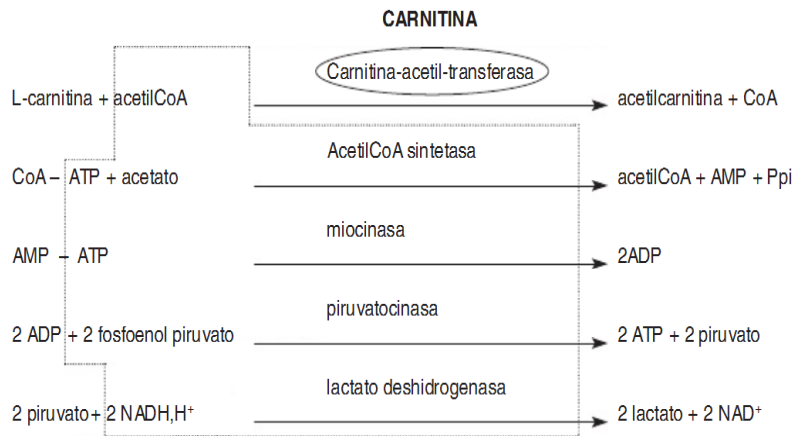 CARNITINA
Carnitina-acetil-transferasa
L-carnitina + acetilCoA
acetilcarnitina + CoA
AcetilCoA sintetasa
CoA – ATP + acetato
acetilCoA + AMP + Ppi
miocinasa
AMP – ATP
2ADP
piruvatocinasa
2 ADP + 2 fosfoenol piruvato
2 ATP + 2 piruvato
lactato deshidrogenasa
2 piruvato + 2 NADH,H⁺
2 lactato + 2 NAD⁺